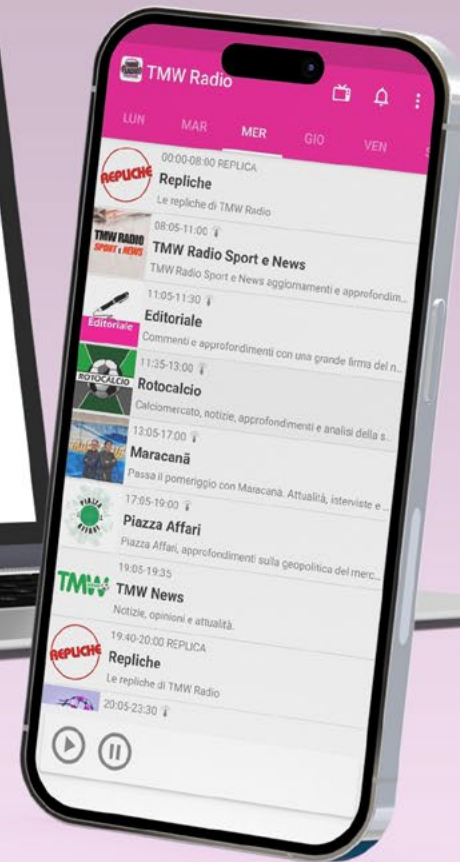 TMW Radio
LUN MAR MER GIO VEN S
REPLICHE
00:00-08:00 REPLICA
Repliche
Le repliche di TMW Radio
TMW RADIO
SPORT e NEWS
08:05-11:00
TMW Radio Sport e News
TMW Radio Sport e News aggiornamenti e approfondim...
Editoriale
11:05-11:30
Editoriale
Commenti e approfondimenti con una grande firma del n...
ROTOCALCIO
11:35-13:00
Rotocalcio
Calciomercato, notizie, approfondimenti e analisi della s...
13:05-17:00
Maracanã
Passa il pomeriggio con Maracanã. Attualità, interviste e ...
PIAZZA
AFFARI
17:05-19:00
Piazza Affari
Piazza Affari, approfondimenti sulla geopolitica del merc...
TMW
19:05-19:35
TMW News
Notizie, opinioni e attualità.
REPLICHE
19:40-20:00 REPLICA
Repliche
Le repliche di TMW Radio
20:05-23:30